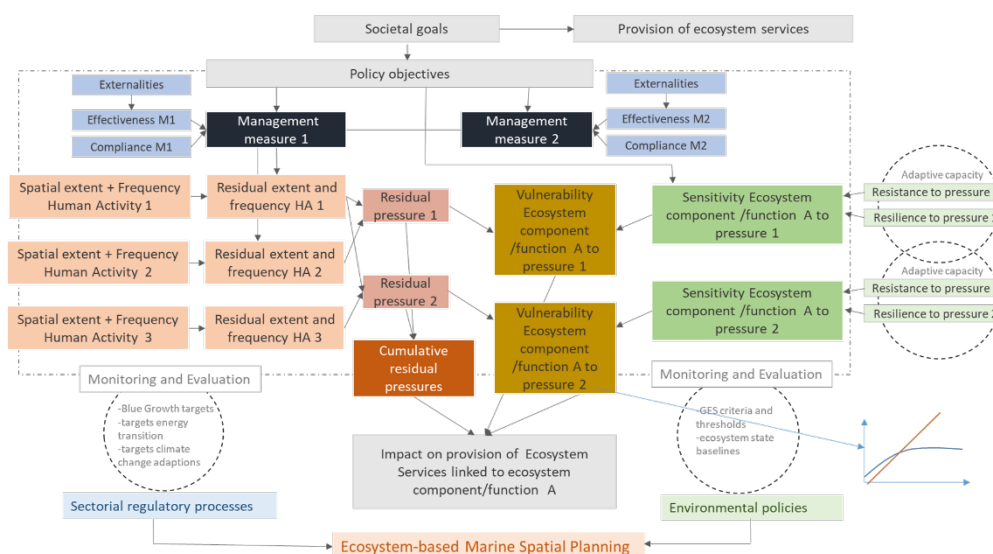 Societal goals
Provision of ecosystem services
Policy objectives
Externalities
Effectiveness M1
Compliance M1
Management
measure 1
Management
measure 2
Externalities
Effectiveness M2
Compliance M2
Spatial extent + Frequency
Human Activity 1
Residual extent and
frequency HA 1
Residual
pressure 1
Vulnerability
Ecosystem
component
/function A to
pressure 1
Sensitivity Ecosystem
component /function A to
pressure 1
Adaptive capacity
Resistance to pressure
Resilience to pressure 1
Spatial extent + Frequency
Human Activity 2
Residual extent and
frequency HA 2
Residual
pressure 2
Vulnerability
Ecosystem
component
/function A to
pressure 2
Sensitivity Ecosystem
component /function A to
pressure 2
Adaptive capacity
Resistance to pressure
Resilience to pressure 2
Spatial extent + Frequency
Human Activity 3
Residual extent and
frequency HA 3
Cumulative
residual
pressures
Monitoring and Evaluation
-Blue Growth targets
-targets energy
transition
-targets climate
change adaptions
Monitoring and Evaluation
-GES criteria and
thresholds
-ecosystem state
baselines
Impact on provision of Ecosystem
Services linked to ecosystem
component/function A
Sectorial regulatory processes
Environmental policies
Ecosystem-based Marine Spatial Planning